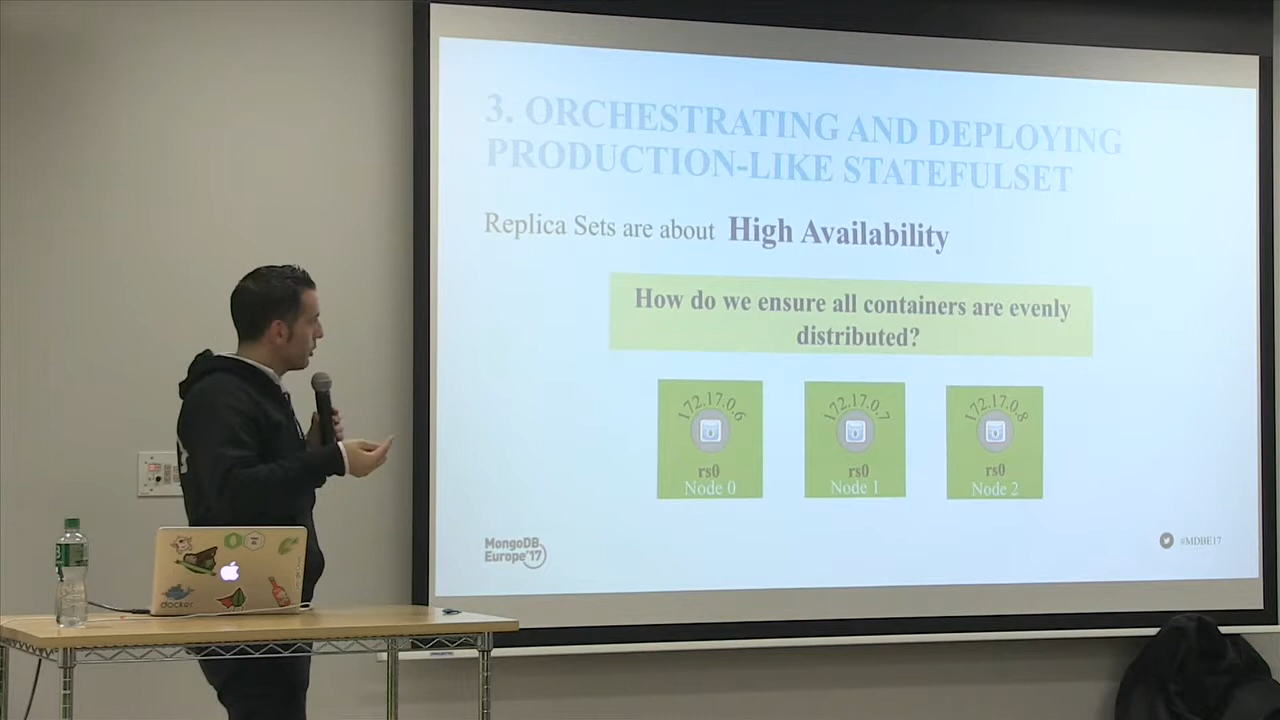 3. ORCHESTRATING AND DEPLOYING
PRODUCTION-LIKE STATEFULSET
Replica Sets are about High Availability
How do we ensure all containers are evenly
distributed?
172.17.0.6
rs0
Node 0
172.17.0.7
rs0
Node 1
172.17.0.8
rs0
Node 2
MongoDB
Europe'17
#MDBE17
docker